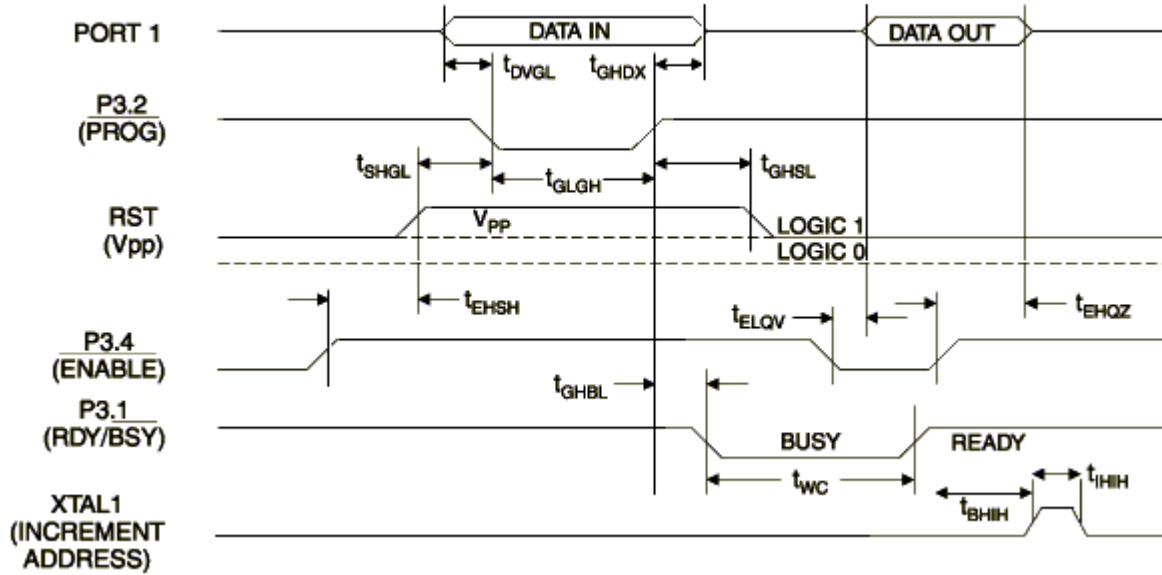 PORT 1
DATA IN
DATA OUT
tDVGL
tGHDX
P3.2
(PROG)
tSHGL
tGLGH
tGHSL
RST
(Vpp)
VPP
LOGIC 1
LOGIC 0
tEHSH
tELQV
tEHQZ
P3.4
(ENABLE)
tGHBL
P3.1
(RDY/BSY)
BUSY
READY
tWC
tIHIH
tBHIH
XTAL1
(INCREMENT
ADDRESS)